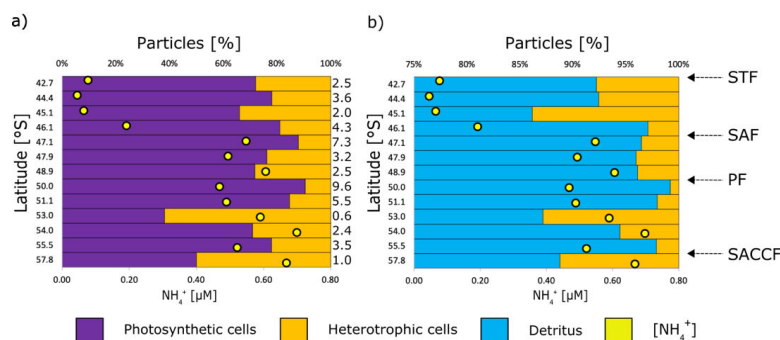 a)
Particles [%]
0% 20% 40% 60% 80% 100%
Latitude [°S]
42.7 2.5
44.4 3.6
45.1 2.0
46.1 4.3
47.1 7.3
47.9 3.2
48.9 2.5
50.0 9.6
51.1 5.5
53.0 0.6
54.0 2.4
55.5 3.5
57.8 1.0
0.00 0.20 0.40 0.60 0.80
NH₄⁺ [µM]
b)
Particles [%]
75% 80% 85% 90% 95% 100%
Latitude [°S]
42.7
44.4
45.1
46.1
47.1
47.9
48.9
50.0
51.1
53.0
54.0
55.5
57.8
0.00 0.20 0.40 0.60 0.80
NH₄⁺ [µM]
STF
SAF
PF
SACCF
Photosynthetic cells Heterotrophic cells Detritus [NH₄⁺]